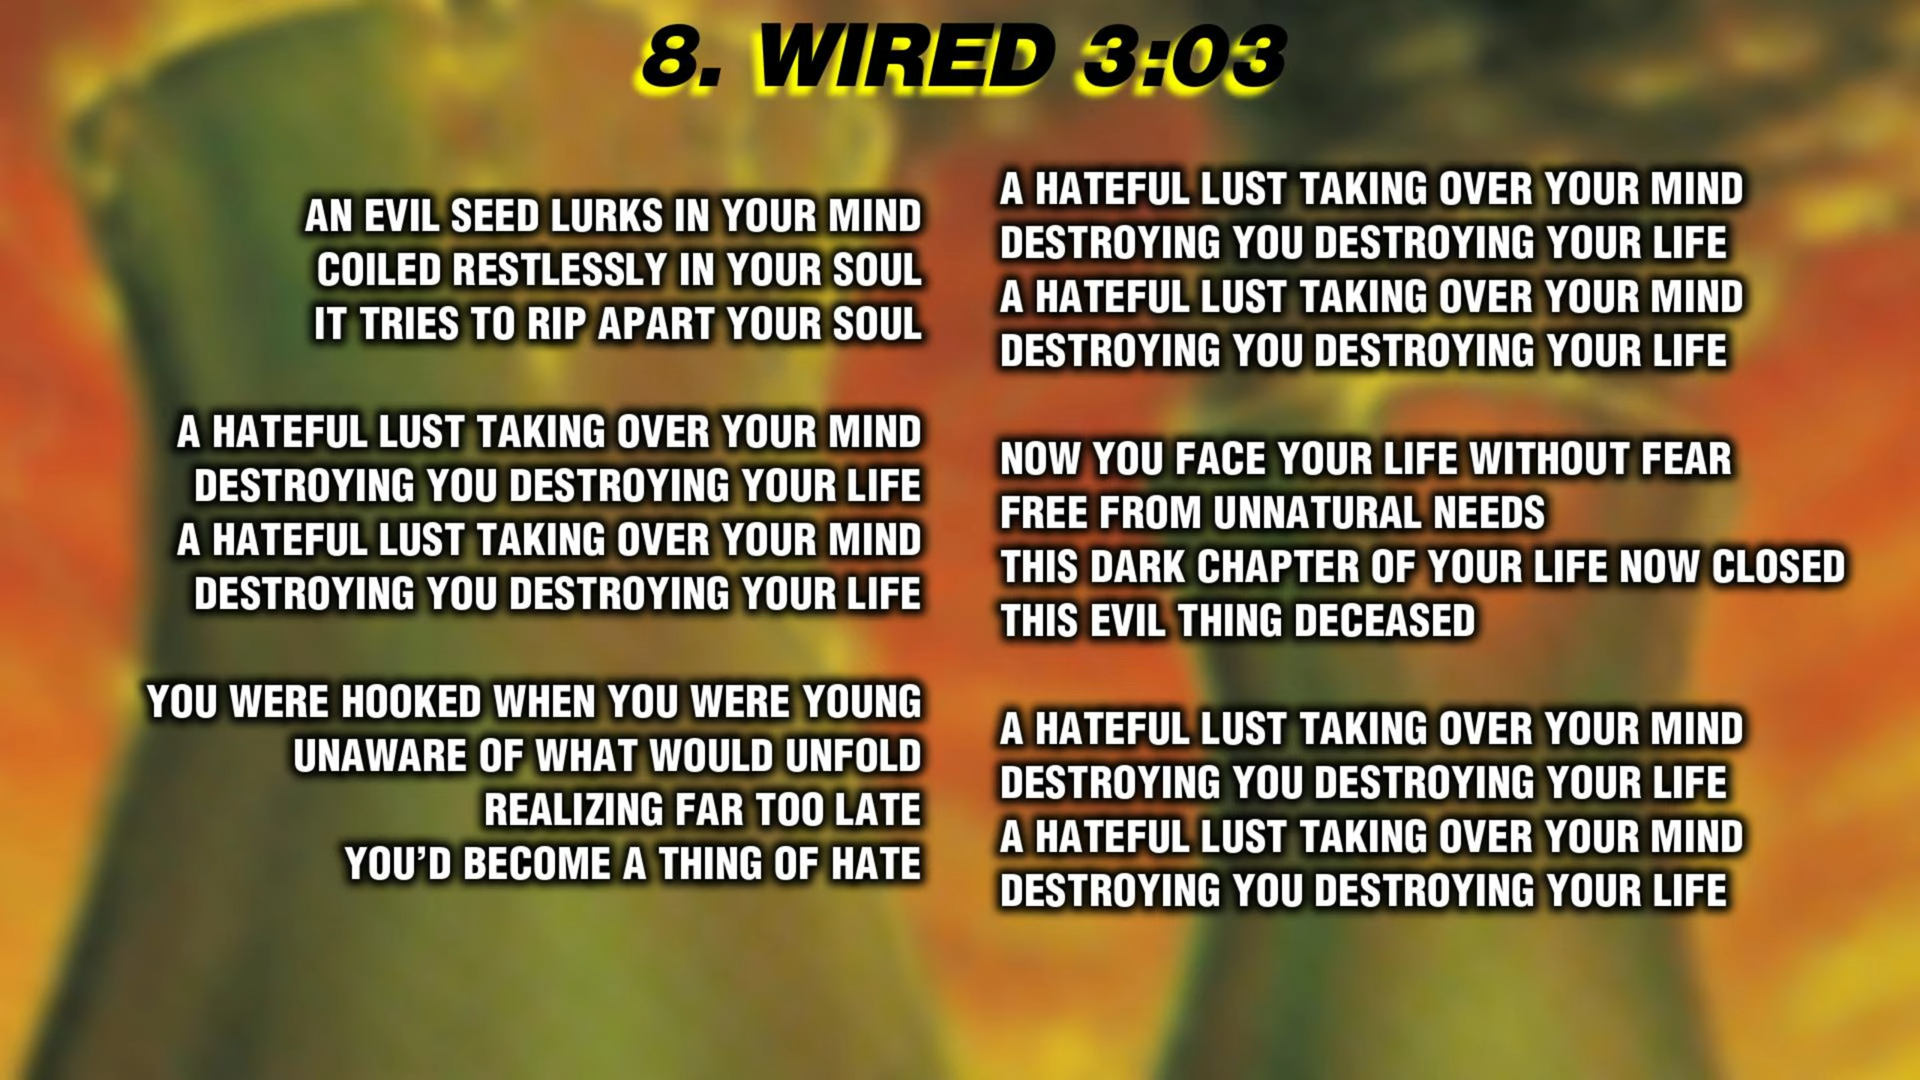 8. WIRED 3:03
AN EVIL SEED LURKS IN YOUR MIND
COILED RESTLESSLY IN YOUR SOUL
IT TRIES TO RIP APART YOUR SOUL
A HATEFUL LUST TAKING OVER YOUR MIND
DESTROYING YOU DESTROYING YOUR LIFE
A HATEFUL LUST TAKING OVER YOUR MIND
DESTROYING YOU DESTROYING YOUR LIFE
YOU WERE HOOKED WHEN YOU WERE YOUNG
UNAWARE OF WHAT WOULD UNFOLD
REALIZING FAR TOO LATE
YOU'D BECOME A THING OF HATE
A HATEFUL LUST TAKING OVER YOUR MIND
DESTROYING YOU DESTROYING YOUR LIFE
A HATEFUL LUST TAKING OVER YOUR MIND
DESTROYING YOU DESTROYING YOUR LIFE
NOW YOU FACE YOUR LIFE WITHOUT FEAR
FREE FROM UNNATURAL NEEDS
THIS DARK CHAPTER OF YOUR LIFE NOW CLOSED
THIS EVIL THING DECEASED
A HATEFUL LUST TAKING OVER YOUR MIND
DESTROYING YOU DESTROYING YOUR LIFE
A HATEFUL LUST TAKING OVER YOUR MIND
DESTROYING YOU DESTROYING YOUR LIFE